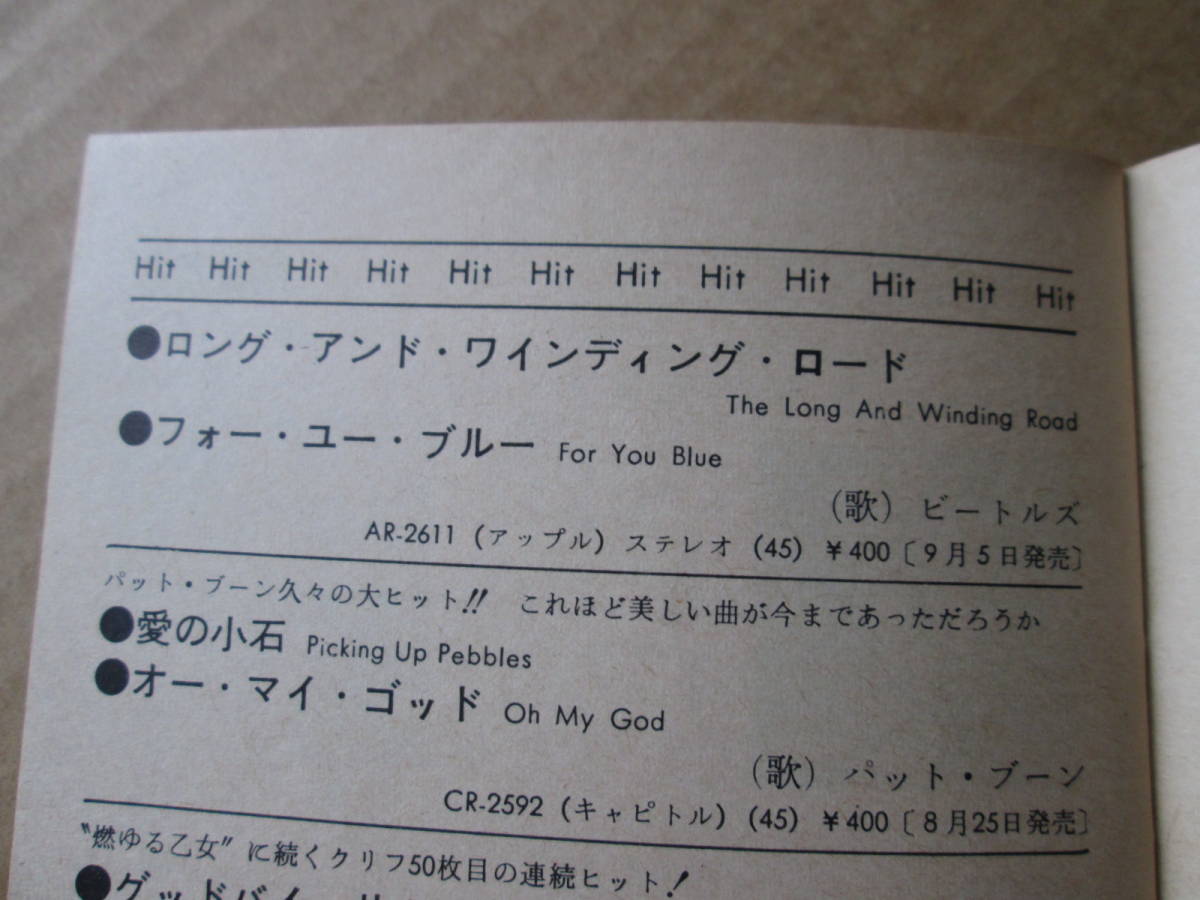 Hit Hit Hit Hit Hit Hit Hit Hit Hit Hit Hit Hit
●ロング・アンド・ワインディング・ロード
The Long And Winding Road
●フォー・ユー・ブルー For You Blue
(歌) ビートルズ
AR-2611 (アップル) ステレオ (45) ¥400〔9月5日発売〕
パット・ブーン久々の大ヒット!! これほど美しい曲が今まであっただろうか
●愛の小石 Picking Up Pebbles
●オー・マイ・ゴッド Oh My God
(歌) パット・ブーン
CR-2592 (キャピトル) (45) ¥400〔8月25日発売〕
〝燃ゆる乙女〟に続くクリフ50枚目の連続ヒット!
●グッドバイ